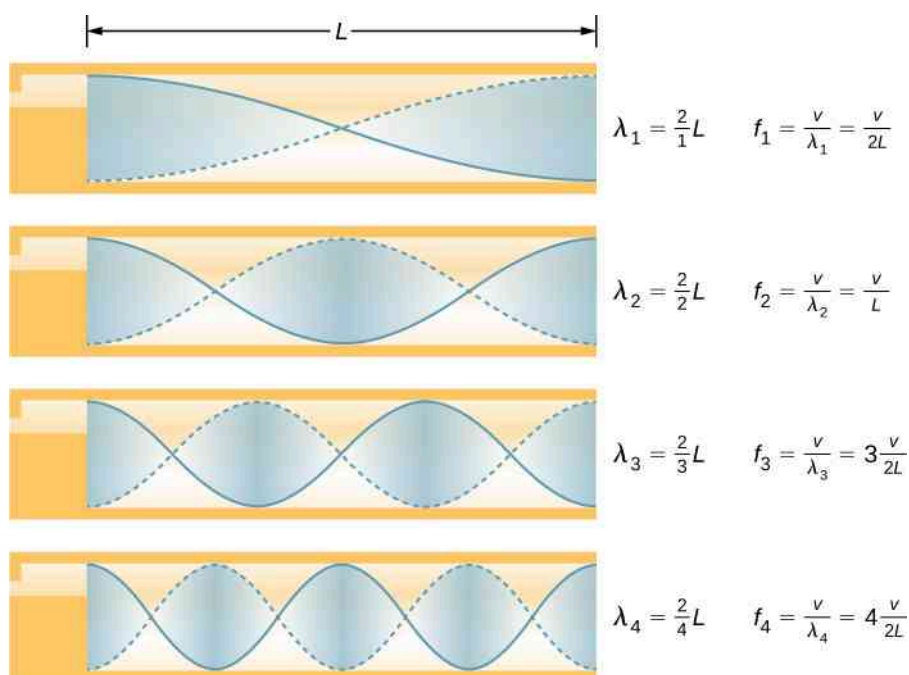 L
λ₁ = 2/1 L f₁ = v/λ₁ = v/2L
λ₂ = 2/2 L f₂ = v/λ₂ = v/L
λ₃ = 2/3 L f₃ = v/λ₃ = 3 v/2L
λ₄ = 2/4 L f₄ = v/λ₄ = 4 v/2L